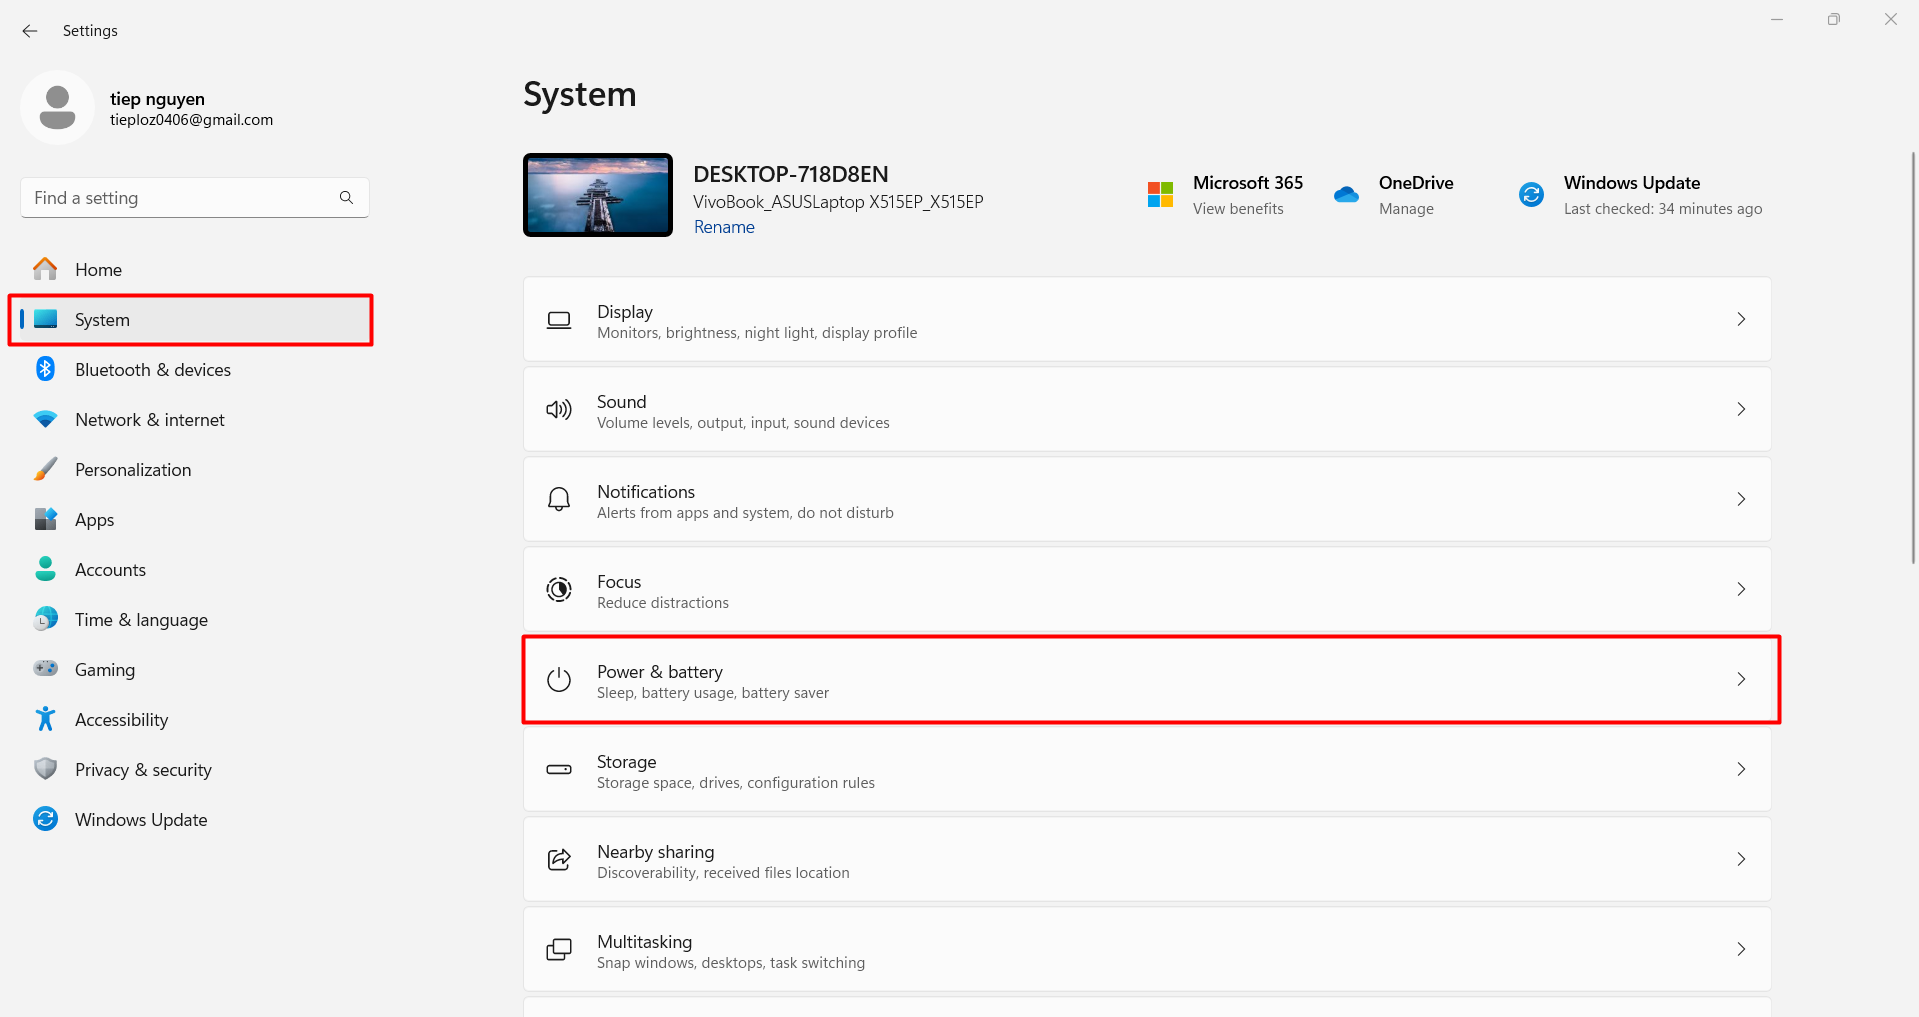 Settings
tiep nguyen
tieploz0406@gmail.com
Find a setting
Home
System
Bluetooth & devices
Network & internet
Personalization
Apps
Accounts
Time & language
Gaming
Accessibility
Privacy & security
Windows Update
System
DESKTOP-718D8EN
VivoBook_ASUSLaptop X515EP_X515EP
Rename
Microsoft 365
View benefits
OneDrive
Manage
Windows Update
Last checked: 34 minutes ago
Display
Monitors, brightness, night light, display profile
Sound
Volume levels, output, input, sound devices
Notifications
Alerts from apps and system, do not disturb
Focus
Reduce distractions
Power & battery
Sleep, battery usage, battery saver
Storage
Storage space, drives, configuration rules
Nearby sharing
Discoverability, received files location
Multitasking
Snap windows, desktops, task switching